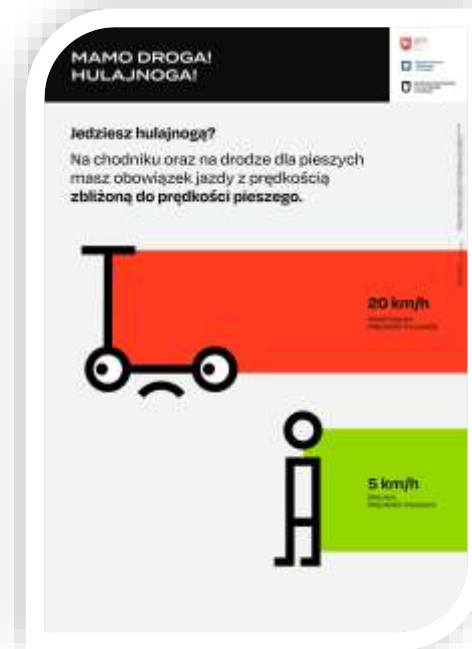 MAMO DROGA!
HULAJNOGA!
Jedziesz hulajnogą?
Na chodniku oraz na drodze dla pieszych
masz obowiązek jazdy z prędkością
zbliżoną do prędkości pieszego.
20 km/h
5 km/h